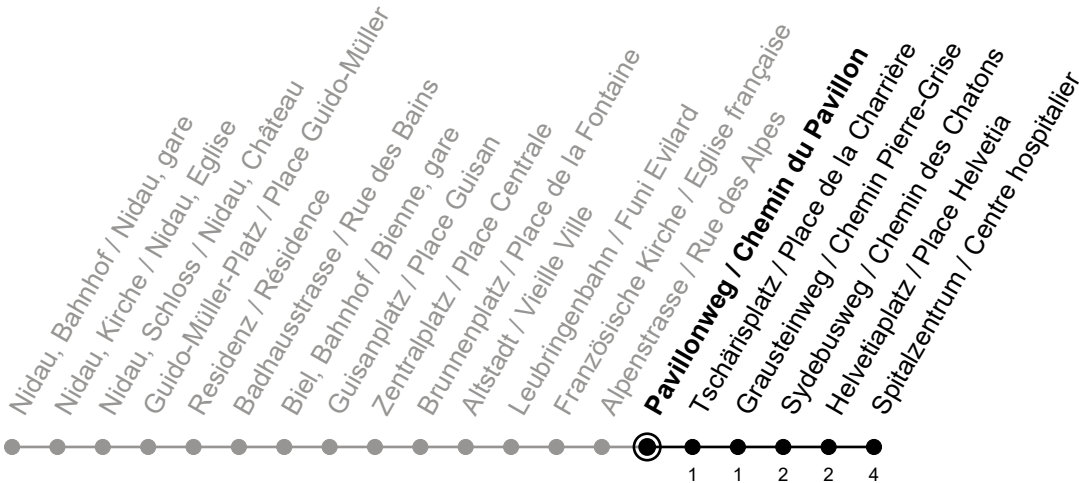 Nidau, Bahnhof / Nidau, gare
Nidau, Kirche / Nidau, Eglise
Nidau, Schloss / Nidau, Château
Guido-Müller-Platz / Place Guido-Müller
Residenz / Résidence
Badhausstrasse / Rue des Bains
Biel, Bahnhof / Bienne, gare
Guisanplatz / Place Guisan
Zentralplatz / Place Centrale
Brunnenplatz / Place de la Fontaine
Altstadt / Vieille Ville
Leubringenbahn / Funi Evilard
Französische Kirche / Eglise française
Alpenstrasse / Rue des Alpes
Pavillonweg / Chemin du Pavillon
Tschärisplatz / Place de la Charrière
Grausteinweg / Chemin Pierre-Grise
Sydebusweg / Chemin des Chatons
Helvetiaplatz / Place Helvetia
Spitalzentrum / Centre hospitalier
1 1 2 2 4